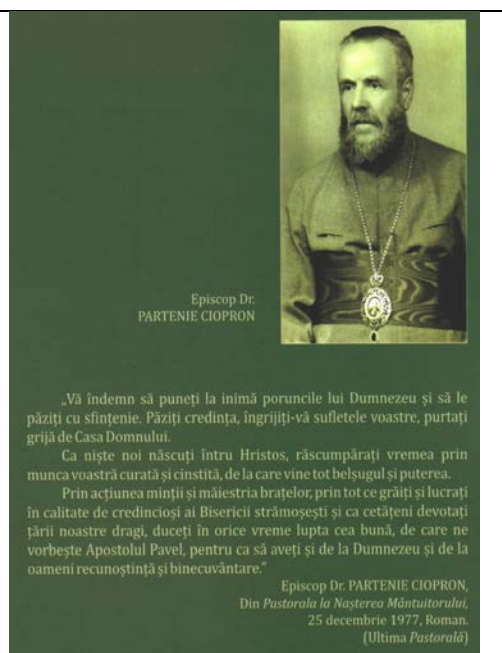 Episcop Dr.
PARTENIE CIOPRON
„Vă îndemn să puneți la inimă poruncile lui Dumnezeu și să le
păziți cu sfințenie. Păziți credința, îngrijiți-vă sufletele voastre, purtați
grijă de Casa Domnului.
Ca niște noi născuți întru Hristos, răscumpărați vremea prin
munca voastră curată și cinstită, de la care vine tot belșugul și puterea.
Prin acțiunea minții și măiestria brațelor, prin tot ce grăiți și lucrați
în calitate de credincioși ai Bisericii strămoșești și ca cetățeni devotați
țării noastre dragi, duceți în orice vreme lupta cea bună, de care ne
vorbește Apostolul Pavel, pentru ca să aveți și de la Dumnezeu și de la
oameni recunoștință și binecuvântare.”
Episcop Dr. PARTENIE CIOPRON,
Din Pastorala la Nașterea Mântuitorului,
25 decembrie 1977, Roman.
(Ultima Pastorală)